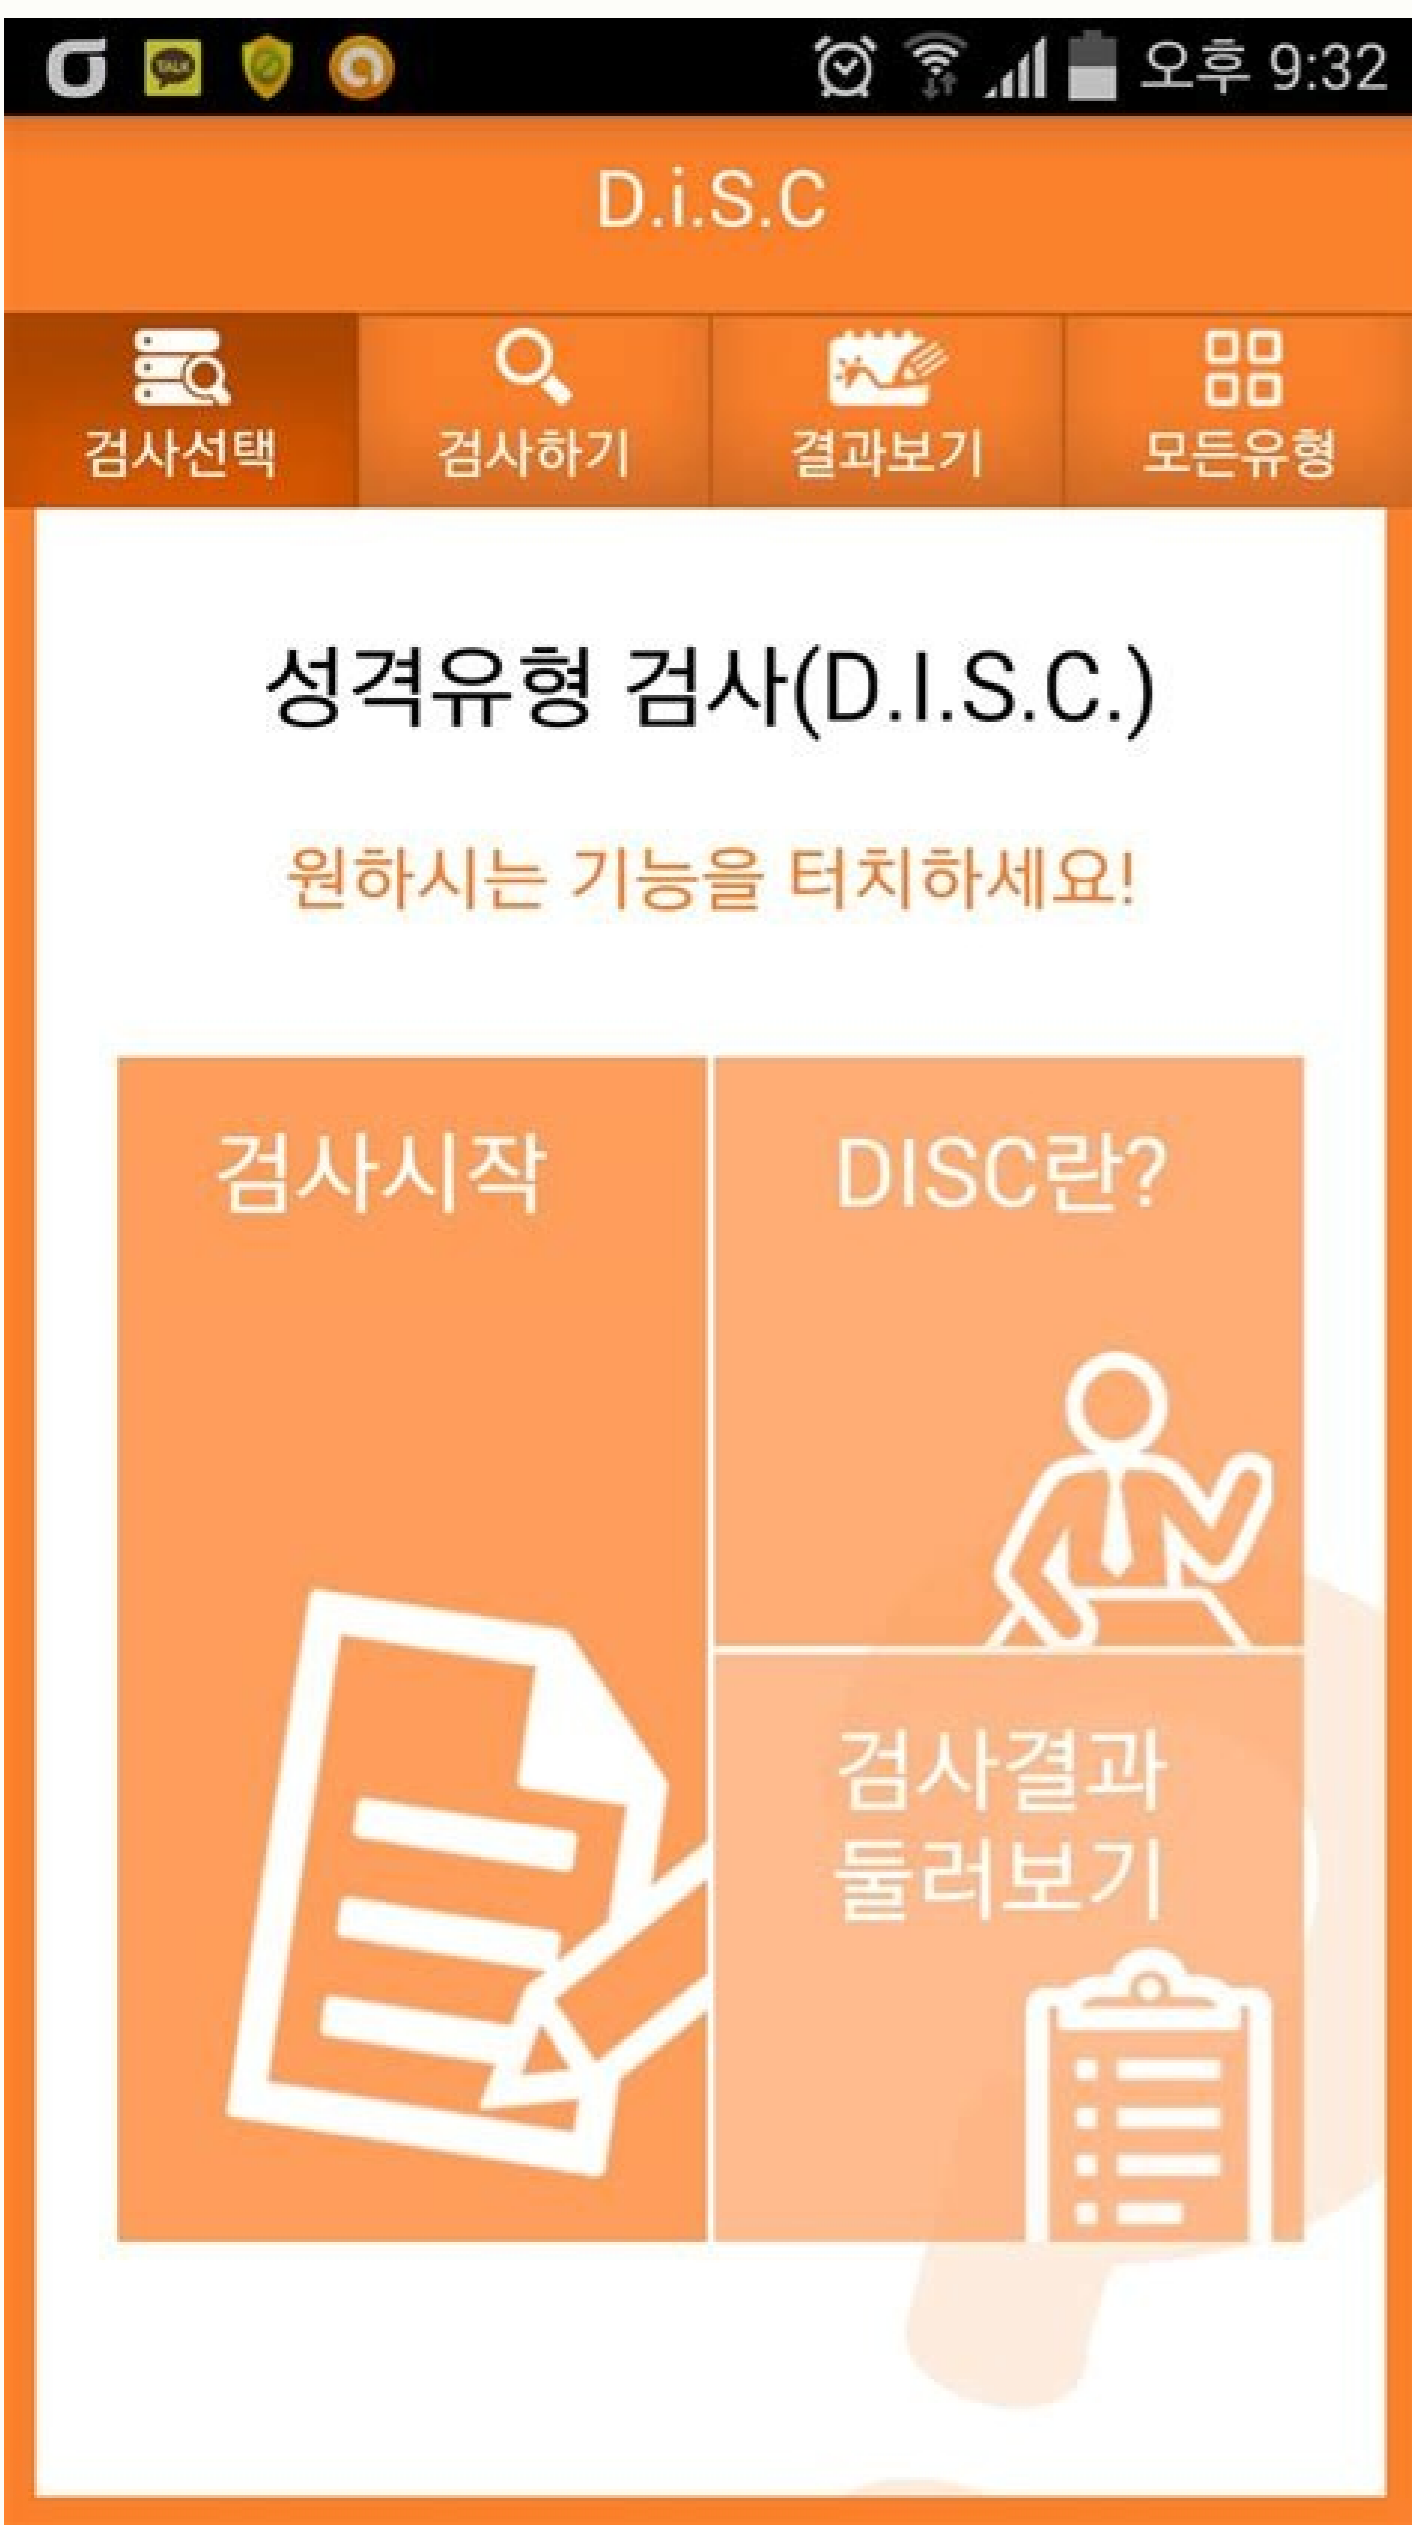 TALK
오후 9:32
D.i.S.C
검사선택
검사하기
결과보기
모든유형
성격유형 검사(D.I.S.C.)
원하시는 기능을 터치하세요!
검사시작
DISC란?
검사결과
둘러보기